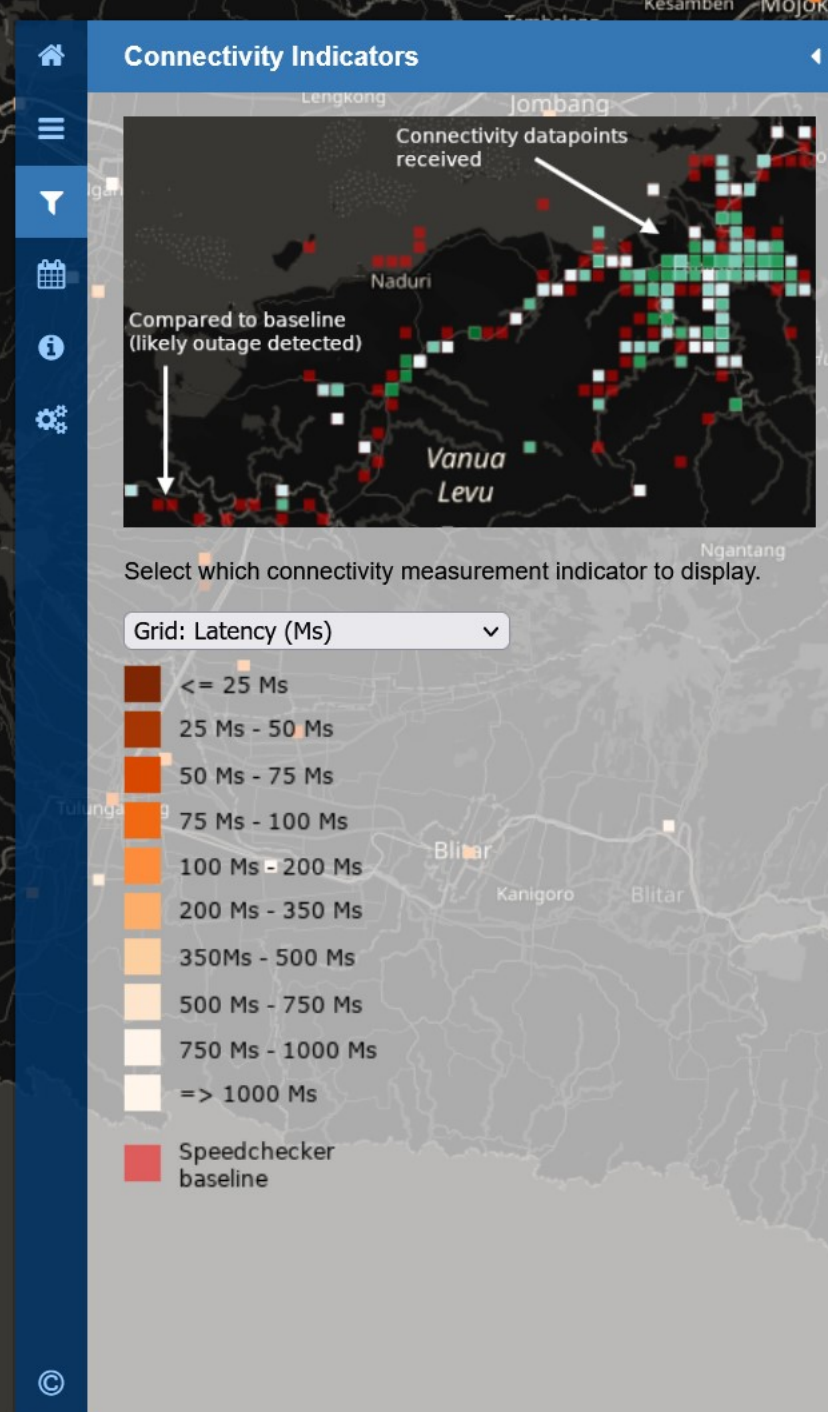 Kesamben
Connectivity Indicators
Lengkong
Jombang
Connectivity datapoints
received
Naduri
Compared to baseline
(likely outage detected)
Vanua
Levu
Ngantang
Select which connectivity measurement indicator to display.
Grid: Latency (Ms)
<= 25 Ms
25 Ms - 50 Ms
50 Ms - 75 Ms
75 Ms - 100 Ms
Blitar
100 Ms - 200 Ms
Kanigoro
Blitar
200 Ms - 350 Ms
350Ms - 500 Ms
500 Ms - 750 Ms
750 Ms - 1000 Ms
=> 1000 Ms
Speedchecker
baseline
©